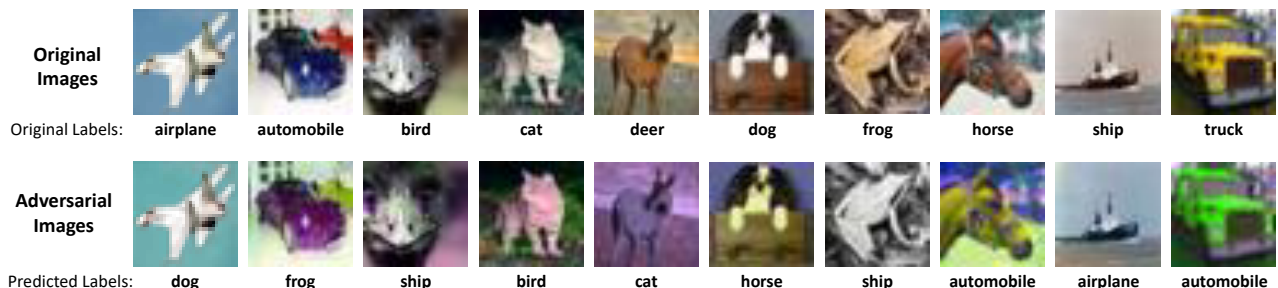 Original
Images
Original Labels: airplane automobile bird cat deer dog frog horse ship truck
Adversarial
Images
Predicted Labels: dog frog ship bird cat horse ship automobile airplane automobile